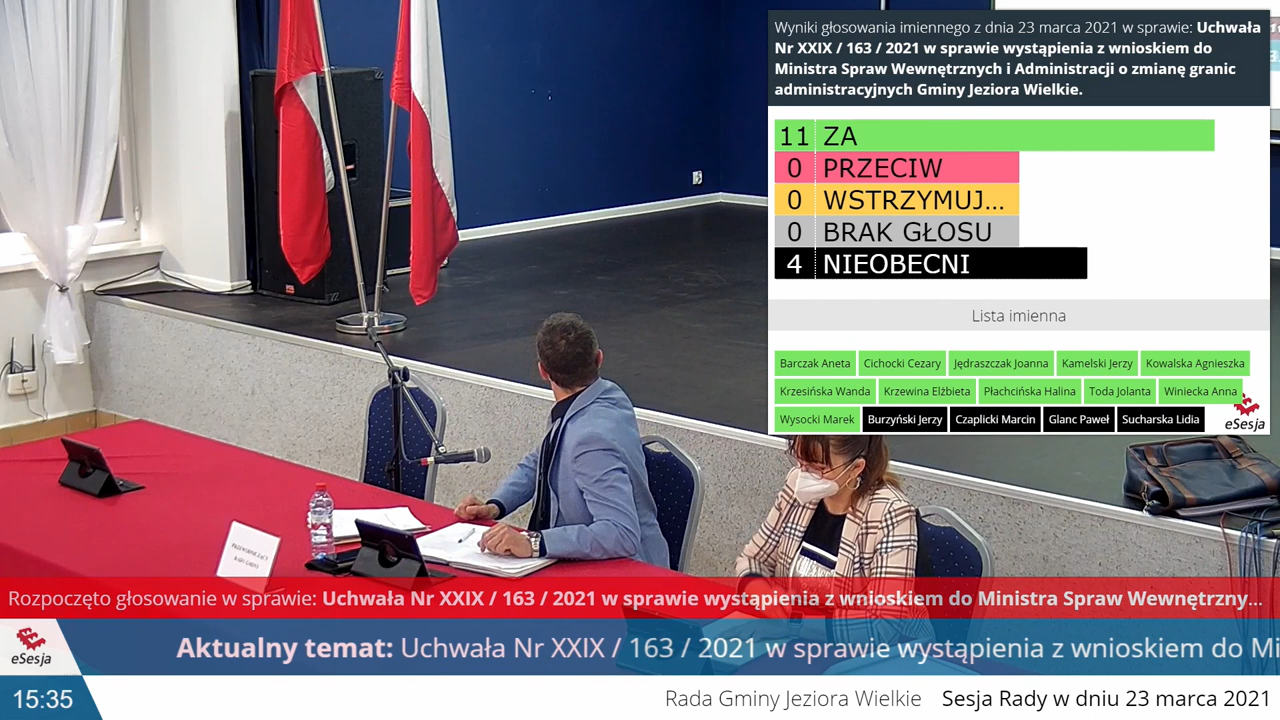 Wyniki głosowania imiennego z dnia 23 marca 2021 w sprawie: Uchwała
Nr XXIX / 163 / 2021 w sprawie wystąpienia z wnioskiem do
Ministra Spraw Wewnętrznych i Administracji o zmianę granic
administracyjnych Gminy Jeziora Wielkie.
11 ZA
0 PRZECIW
0 WSTRZYMUJ...
0 BRAK GŁOSU
4 NIEOBECNI
Lista imienna
Barczak Aneta Cichocki Cezary Jędraszczak Joanna Kamelski Jerzy Kowalska Agnieszka
Krzesińska Wanda Krzewina Elżbieta Płachcińska Halina Toda Jolanta Winiecka Anna
Wysocki Marek Burzyński Jerzy Czaplicki Marcin Glanc Paweł Sucharska Lidia
eSesja
PRZEWODNICZĄCY
RADY GMINY
Rozpoczęto głosowanie w sprawie: Uchwała Nr XXIX / 163 / 2021 w sprawie wystąpienia z wnioskiem do Ministra Spraw Wewnętrzny...
eSesja
Aktualny temat: Uchwała Nr XXIX / 163 / 2021 w sprawie wystąpienia z wnioskiem do Mi
15:35
Rada Gminy Jeziora Wielkie Sesja Rady w dniu 23 marca 2021